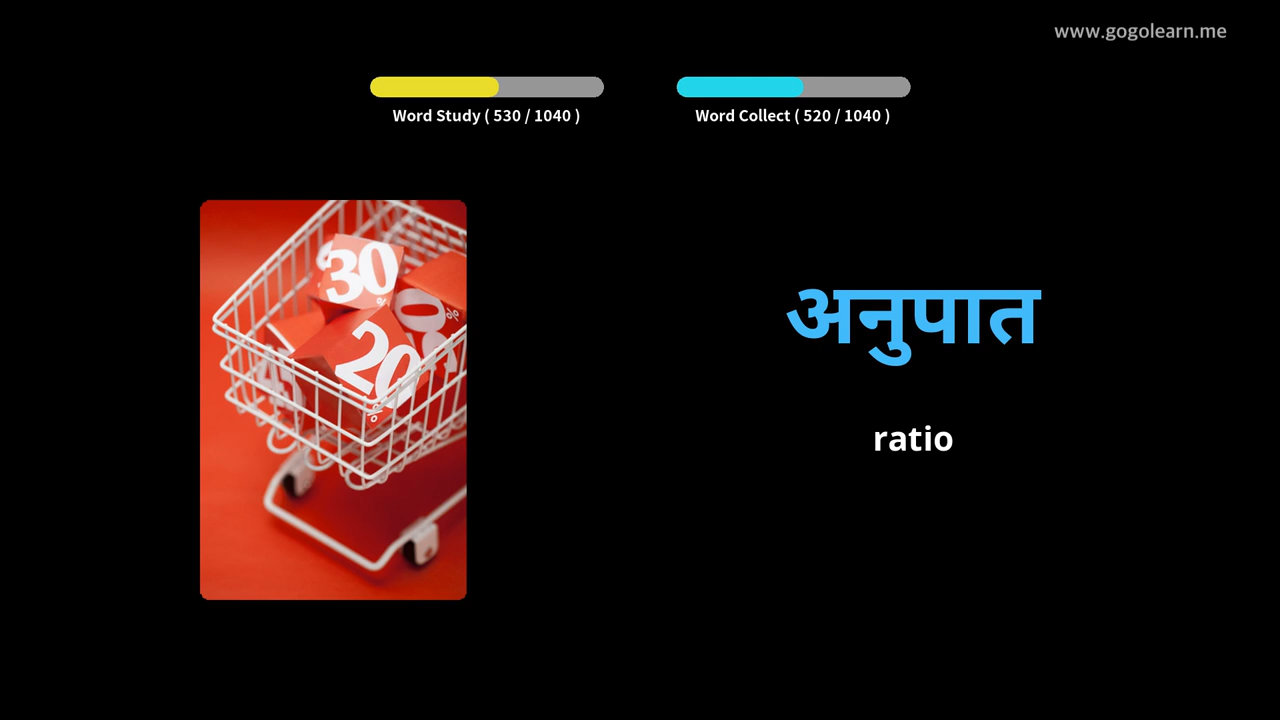 www.gogolearn.me
Word Study ( 530 / 1040 )
Word Collect ( 520 / 1040 )
30
%
20
%
%
अनुपात
ratio